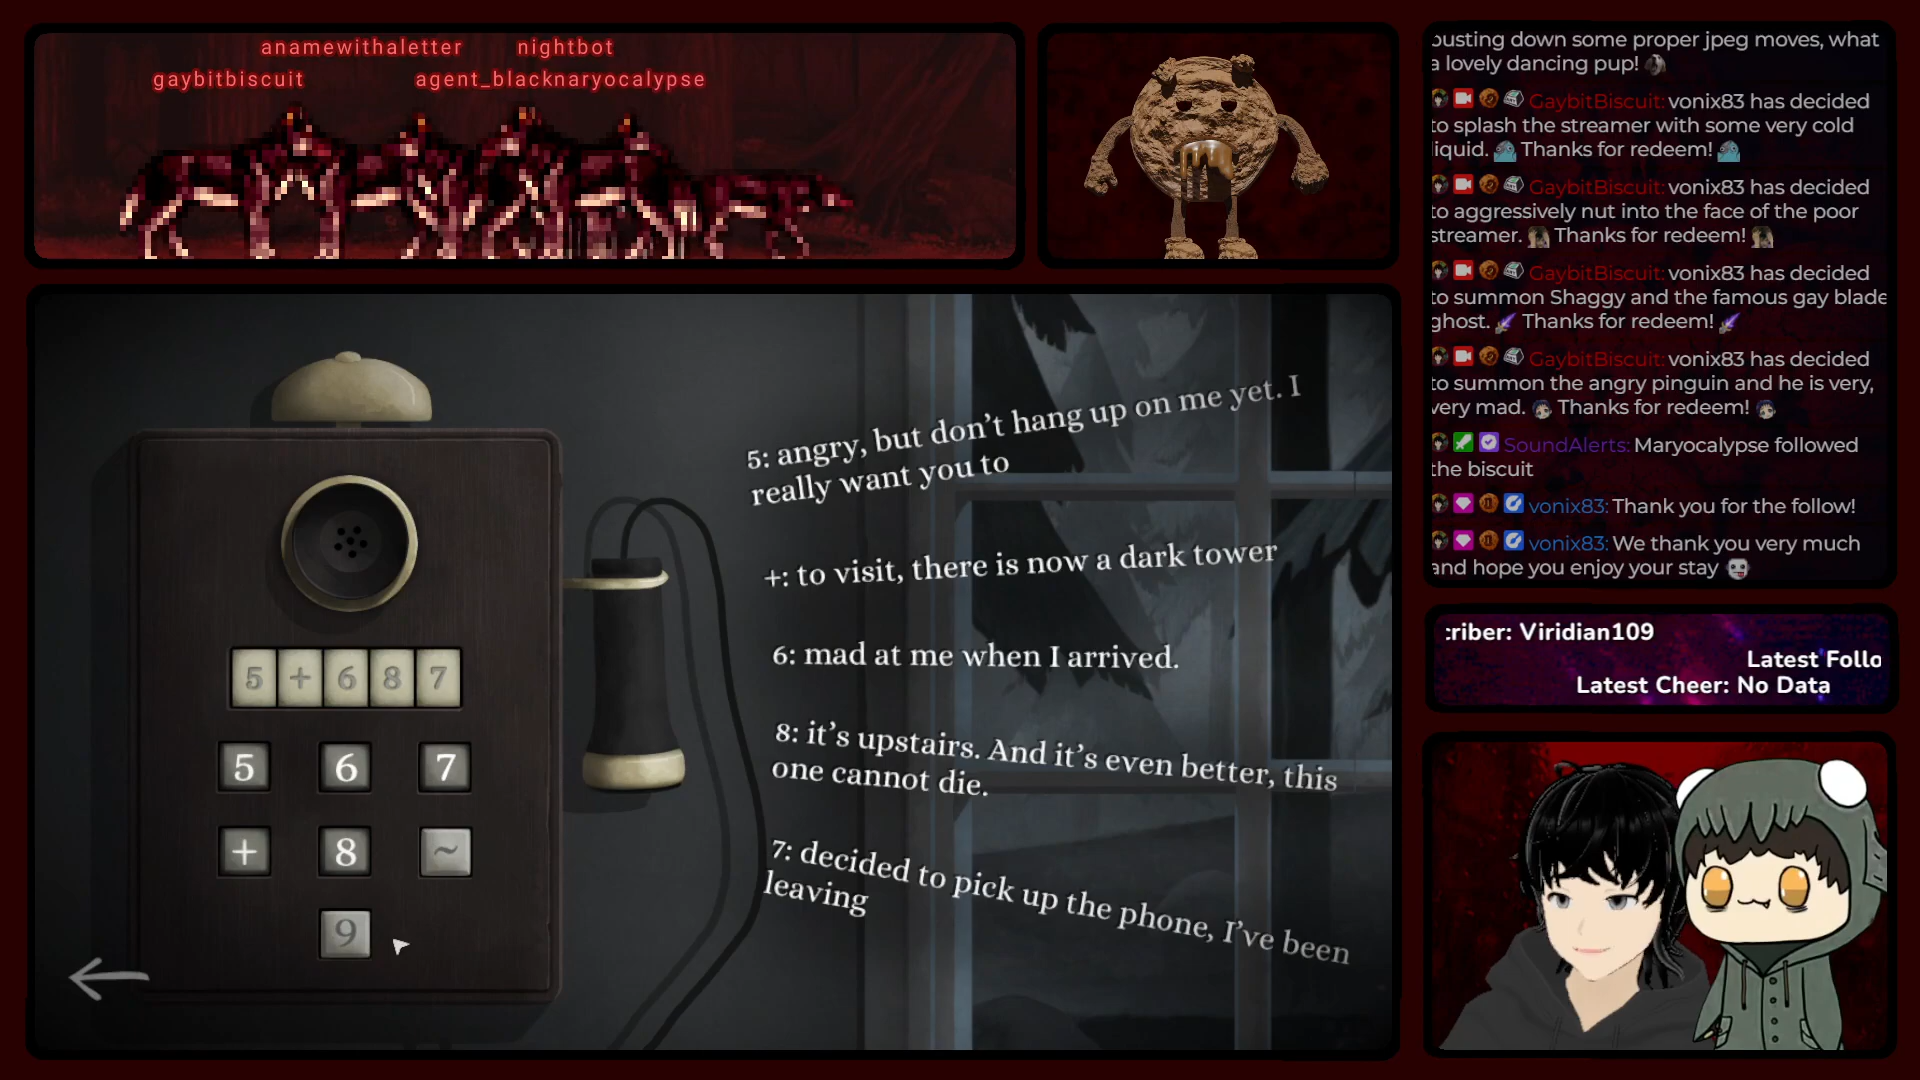 anamewithaletter nightbot
gaybitbiscuit agent_blacknaryocalypse
5: angry, but don’t hang up on me yet. I
really want you to
+: to visit, there is now a dark tower
6: mad at me when I arrived.
8: it’s upstairs. And it’s even better, this
one cannot die.
7: decided to pick up the phone, I’ve been
leaving
5 + 6 8 7
5 6 7
+ 8 ~
9
busting down some proper jpeg moves, what
a lovely dancing pup!
GaybitBiscuit: vonix83 has decided
to splash the streamer with some very cold
liquid. Thanks for redeem!
GaybitBiscuit: vonix83 has decided
to aggressively nut into the face of the poor
streamer. Thanks for redeem!
GaybitBiscuit: vonix83 has decided
to summon Shaggy and the famous gay blade
ghost. Thanks for redeem!
GaybitBiscuit: vonix83 has decided
to summon the angry pinguin and he is very,
very mad. Thanks for redeem!
SoundAlerts: Maryocalypse followed
the biscuit
vonix83: Thank you for the follow!
vonix83: We thank you very much
and hope you enjoy your stay
criber: Viridian109
Latest Follo
Latest Cheer: No Data